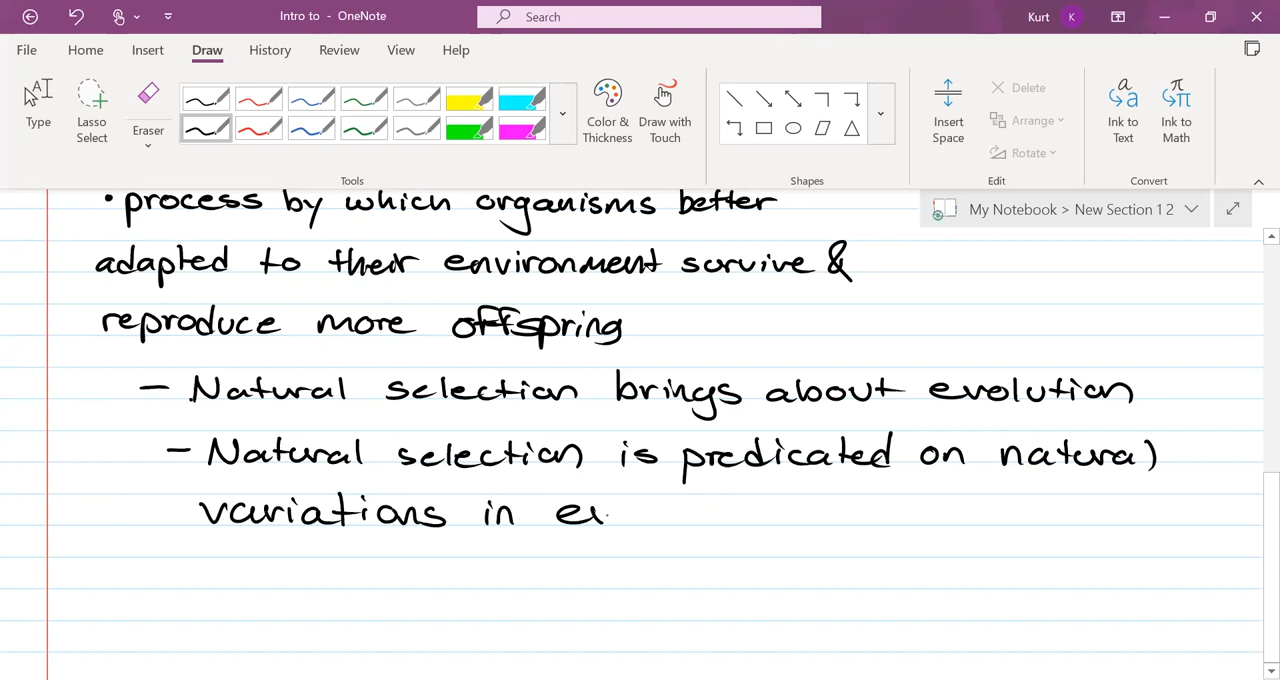 Intro to - OneNote
Search
Kurt K
File Home Insert Draw History Review View Help
Type
Lasso Select
Eraser
Color & Thickness
Draw with Touch
Insert Space
Delete
Arrange
Rotate
Ink to Text
Ink to Math
Tools Shapes Edit Convert
My Notebook > New Section 1 2
• process by which organisms better
adapted to their environment survive &
reproduce more offspring
- Natural selection brings about evolution
- Natural selection is predicated on natural
variations in